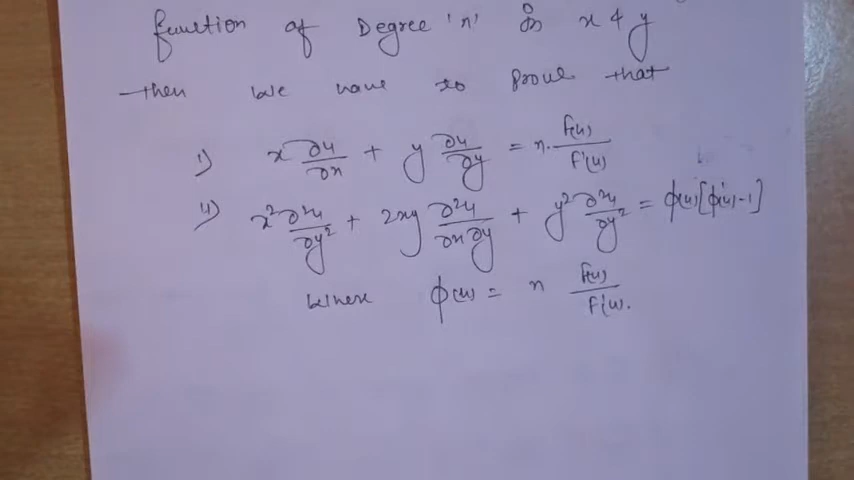 function of Degree 'n' in x & y
then we have to prove that
i) x ∂u/∂x + y ∂u/∂y = n. f(u)/f'(u)
ii) x² ∂²u/∂y² + 2xy ∂²u/∂x∂y + y² ∂²u/∂y² = ϕ(u)[ϕ'(u)-1]
where ϕ(u) = n f(u)/f'(u).